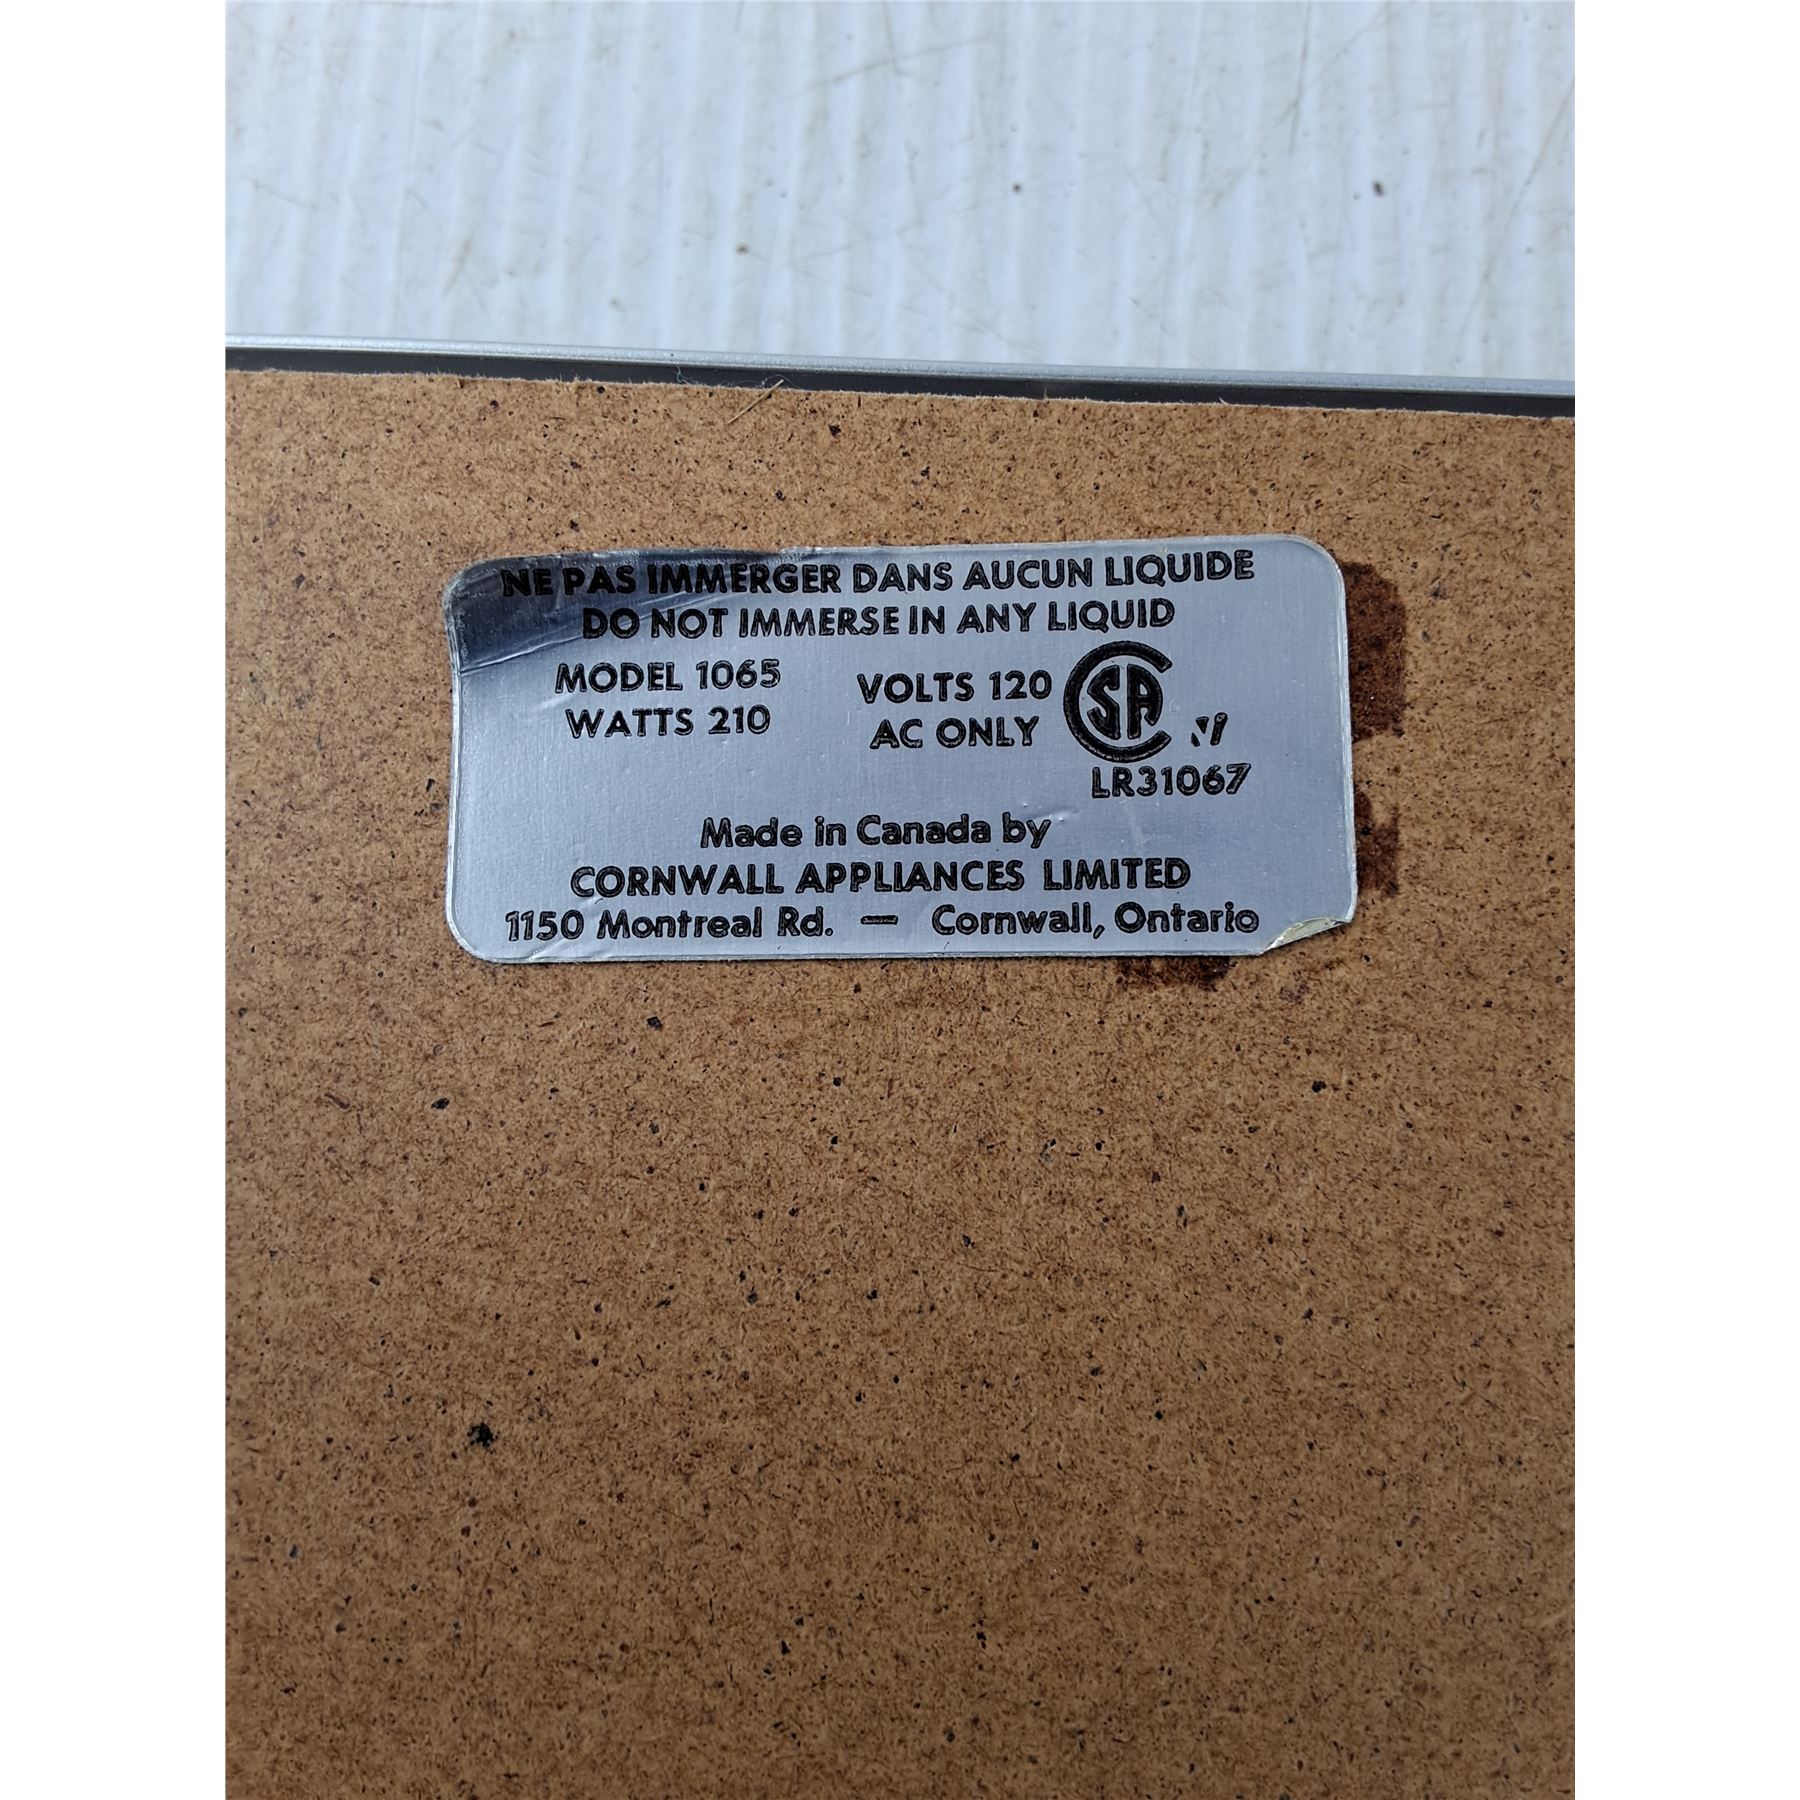 NE PAS IMMERGER DANS AUCUN LIQUIDE
DO NOT IMMERSE IN ANY LIQUID
MODEL 1065 VOLTS 120
WATTS 210 AC ONLY
CSA
LR31067
Made in Canada by
CORNWALL APPLIANCES LIMITED
1150 Montreal Rd. — Cornwall, Ontario